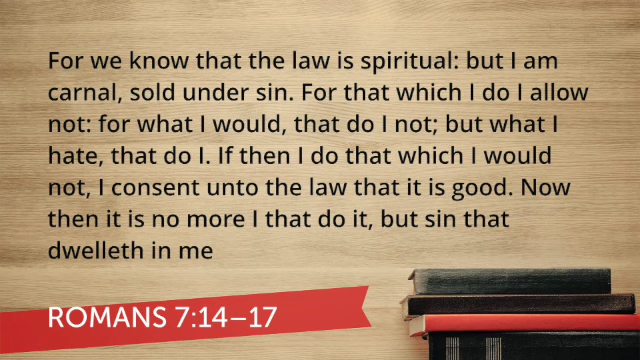 For we know that the law is spiritual: but I am
carnal, sold under sin. For that which I do I allow
not: for what I would, that do I not; but what I
hate, that do I. If then I do that which I would
not, I consent unto the law that it is good. Now
then it is no more I that do it, but sin that
dwelleth in me
ROMANS 7:14–17